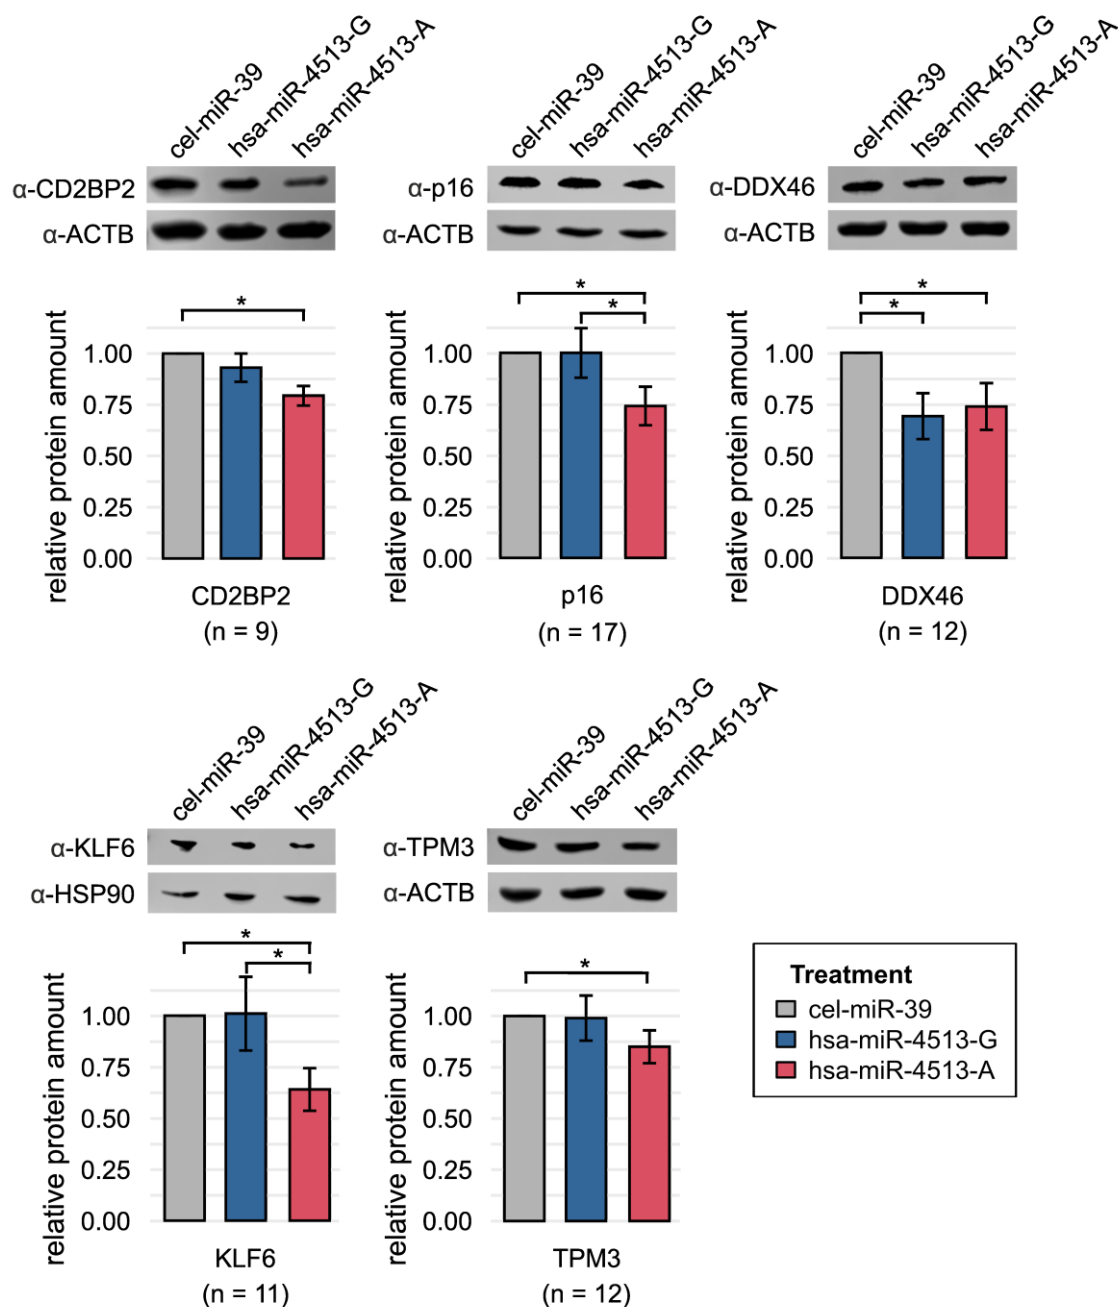 cel-miR-39
hsa-miR-4513-G
hsa-miR-4513-A
α-CD2BP2
α-ACTB
*
relative protein amount
1.00
0.75
0.50
0.25
0.00
CD2BP2
(n = 9)
cel-miR-39
hsa-miR-4513-G
hsa-miR-4513-A
α-p16
α-ACTB
*
*
relative protein amount
1.00
0.75
0.50
0.25
0.00
p16
(n = 17)
cel-miR-39
hsa-miR-4513-G
hsa-miR-4513-A
α-DDX46
α-ACTB
*
*
relative protein amount
1.00
0.75
0.50
0.25
0.00
DDX46
(n = 12)
cel-miR-39
hsa-miR-4513-G
hsa-miR-4513-A
α-KLF6
α-HSP90
*
*
relative protein amount
1.00
0.75
0.50
0.25
0.00
KLF6
(n = 11)
cel-miR-39
hsa-miR-4513-G
hsa-miR-4513-A
α-TPM3
α-ACTB
*
relative protein amount
1.00
0.75
0.50
0.25
0.00
TPM3
(n = 12)
Treatment
cel-miR-39
hsa-miR-4513-G
hsa-miR-4513-A